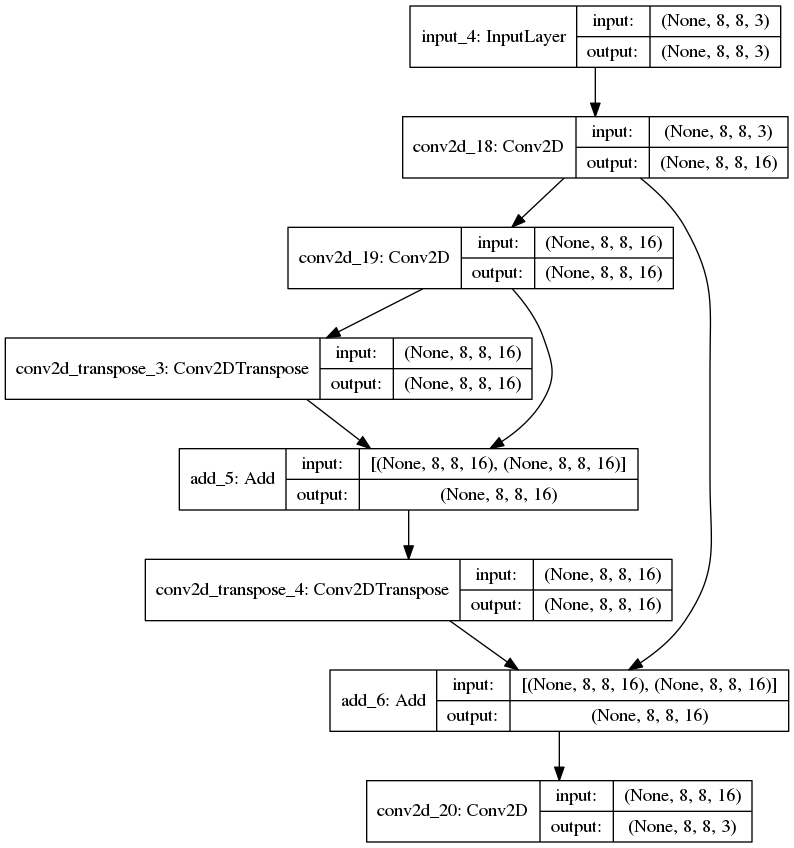 input_4: InputLayer
input: (None, 8, 8, 3)
output: (None, 8, 8, 3)
conv2d_18: Conv2D
input: (None, 8, 8, 3)
output: (None, 8, 8, 16)
conv2d_19: Conv2D
input: (None, 8, 8, 16)
output: (None, 8, 8, 16)
conv2d_transpose_3: Conv2DTranspose
input: (None, 8, 8, 16)
output: (None, 8, 8, 16)
add_5: Add
input: [(None, 8, 8, 16), (None, 8, 8, 16)]
output: (None, 8, 8, 16)
conv2d_transpose_4: Conv2DTranspose
input: (None, 8, 8, 16)
output: (None, 8, 8, 16)
add_6: Add
input: [(None, 8, 8, 16), (None, 8, 8, 16)]
output: (None, 8, 8, 16)
conv2d_20: Conv2D
input: (None, 8, 8, 16)
output: (None, 8, 8, 3)